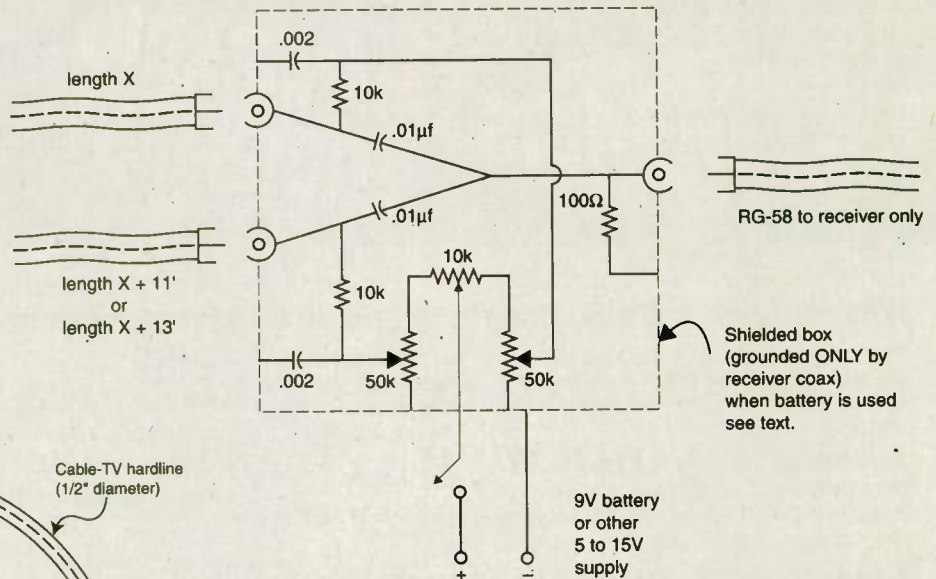 .002
length X
10k
.01µf
.01µf
100Ω
RG-58 to receiver only
length X + 11'
or
length X + 13'
10k
10k
.002
50k
50k
Shielded box
(grounded ONLY by
receiver coax)
when battery is used
see text.
Cable-TV hardline
(1/2" diameter)
9V battery
or other
5 to 15V
supply
+
–